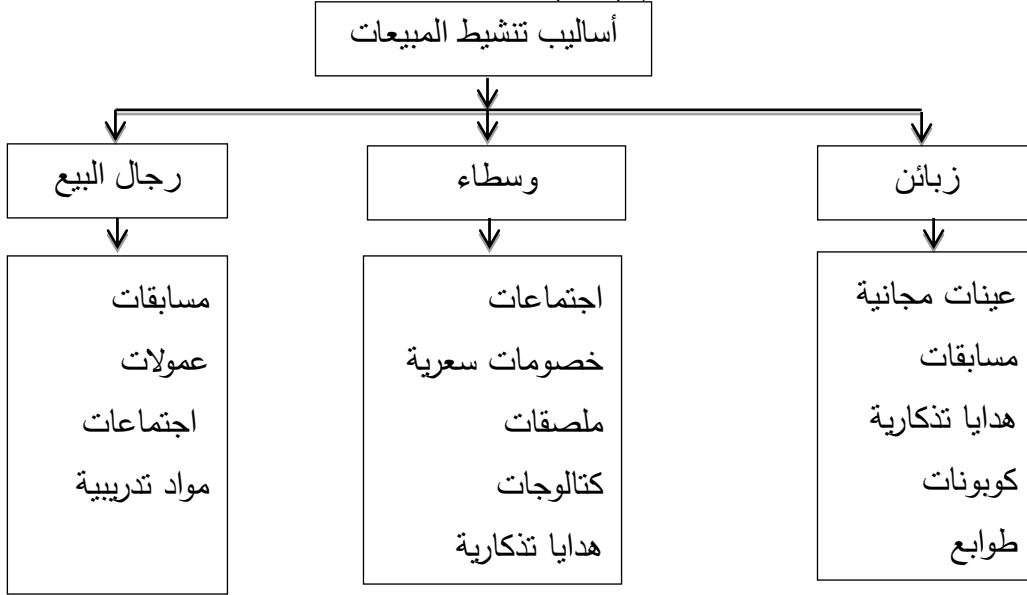 أساليب تنشيط المبيعات
زبائن
وسطاء
رجال البيع
عينات مجانية
مسابقات
هدايا تذكارية
كوبونات
طوابع
اجتماعات
خصومات سعرية
ملصقات
كتالوجات
هدايا تذكارية
مسابقات
عمولات
اجتماعات
مواد تدريبية